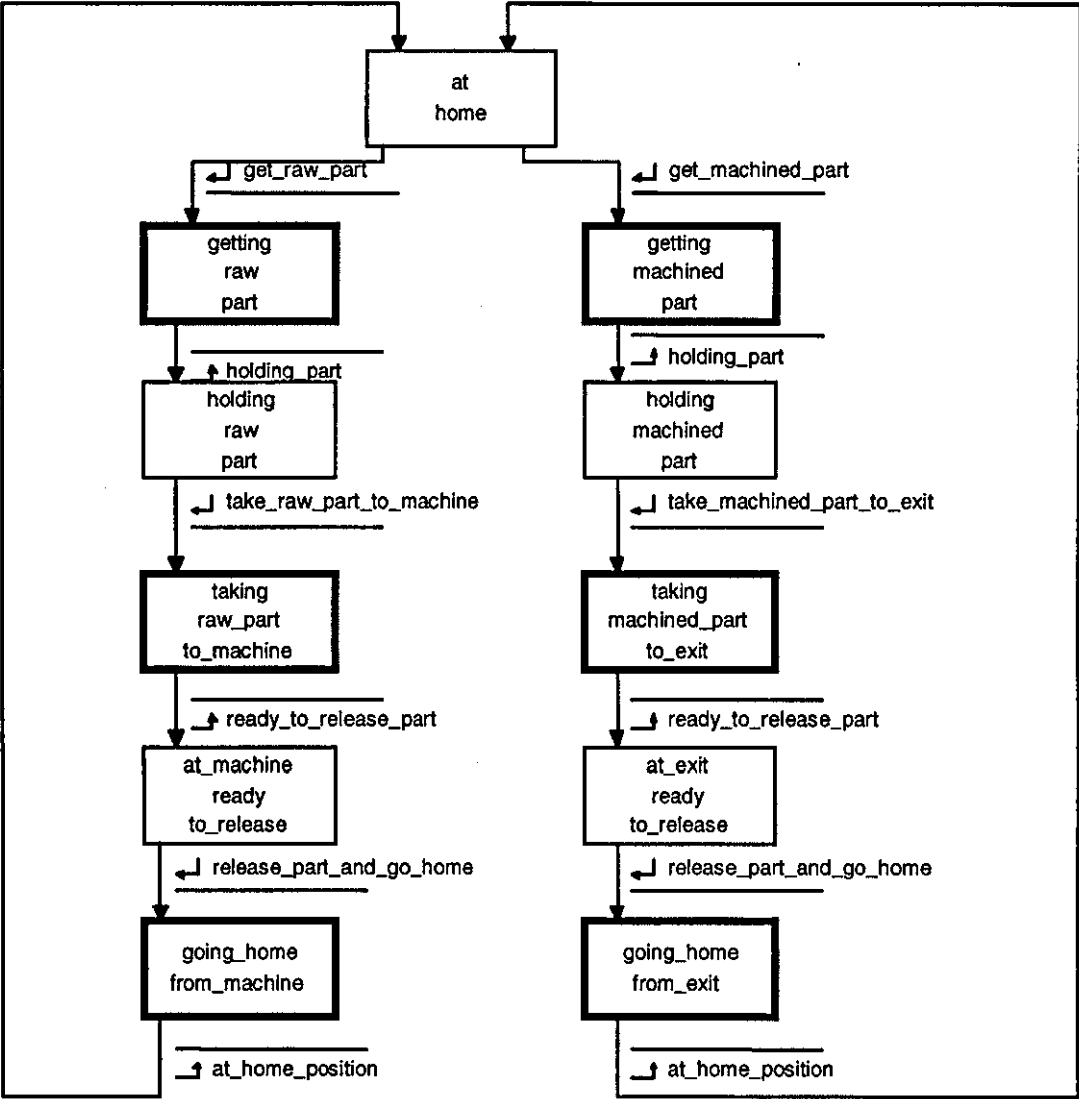 at
home
get_raw_part
get_machined_part
getting
raw
part
getting
machined
part
holding_part
holding_part
holding
raw
part
holding
machined
part
take_raw_part_to_machine
take_machined_part_to_exit
taking
raw_part
to_machine
taking
machined_part
to_exit
ready_to_release_part
ready_to_release_part
at_machine
ready
to_release
at_exit
ready
to_release
release_part_and_go_home
release_part_and_go_home
going_home
from_machine
going_home
from_exit
at_home_position
at_home_position